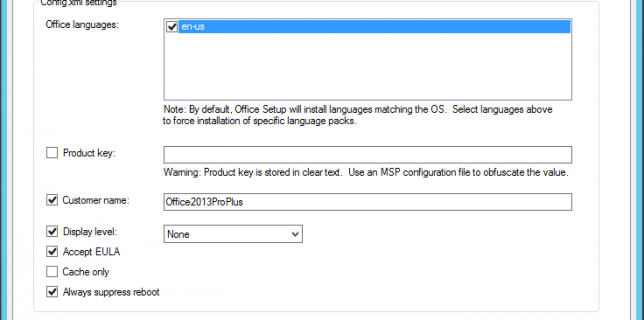 Config.xml settings
Office languages:
en-us
Note: By default, Office Setup will install languages matching the OS. Select languages above
to force installation of specific language packs.
Product key:
Warning: Product key is stored in clear text. Use an MSP configuration file to obfuscate the value.
Customer name:
Office2013ProPlus
Display level:
None
Accept EULA
Cache only
Always suppress reboot